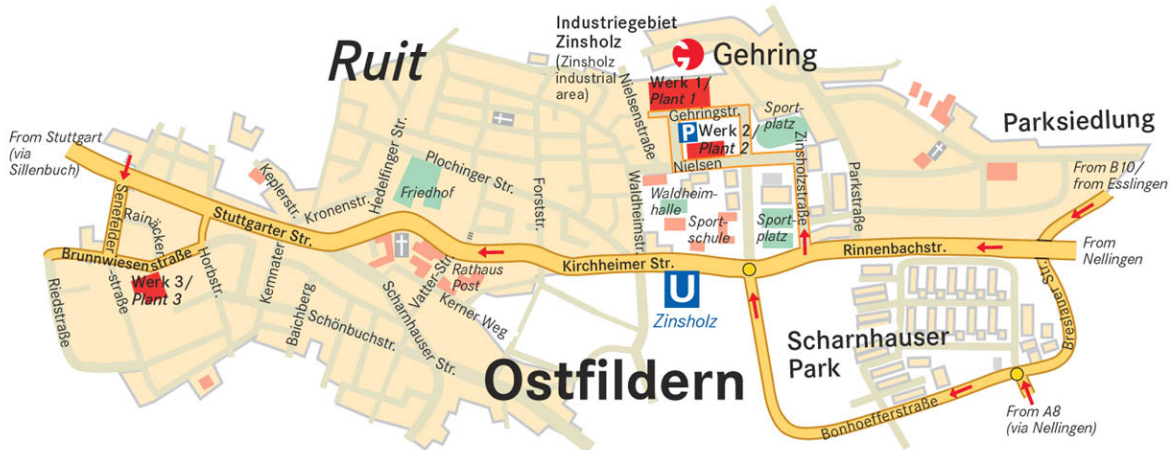 Ruit
Industriegebiet
Zinsholz
(Zinsholz
industrial
area)
Gehring
Werk 1/
Plant 1
Gehringstr.
P
Werk 2/
Plant 2
Nielsen
Nielsenstraße
Sport-
platz
Zinsholzstraße
Parkstraße
Parksiedlung
From B10/
from Esslingen
From Stuttgart
(via
Sillenbuch)
Senefelder
-straße
Rainäcker
Keplerstr.
Kronenstr.
Hedelfinger Str.
Friedhof
Plochinger Str.
Forststr.
Waldheimstr.
Waldheim-
halle
Sport-
schule
Sport-
platz
Stuttgarter Str.
Kirchheimer Str.
Rinnenbachstr.
From
Nellingen
Brunnwiesenstraße
Werk 3/
Plant 3
Riedstraße
Horbstr.
Kemnater
Baichberg
Schönbuchstr.
Scharnhauser Str.
Vatter-Str.
Rathaus
Post
Kerner Weg
U
Zinsholz
Ostfildern
Scharnhauser
Park
Breslauer Str.
Bonhoefferstraße
From A8
(via Nellingen)